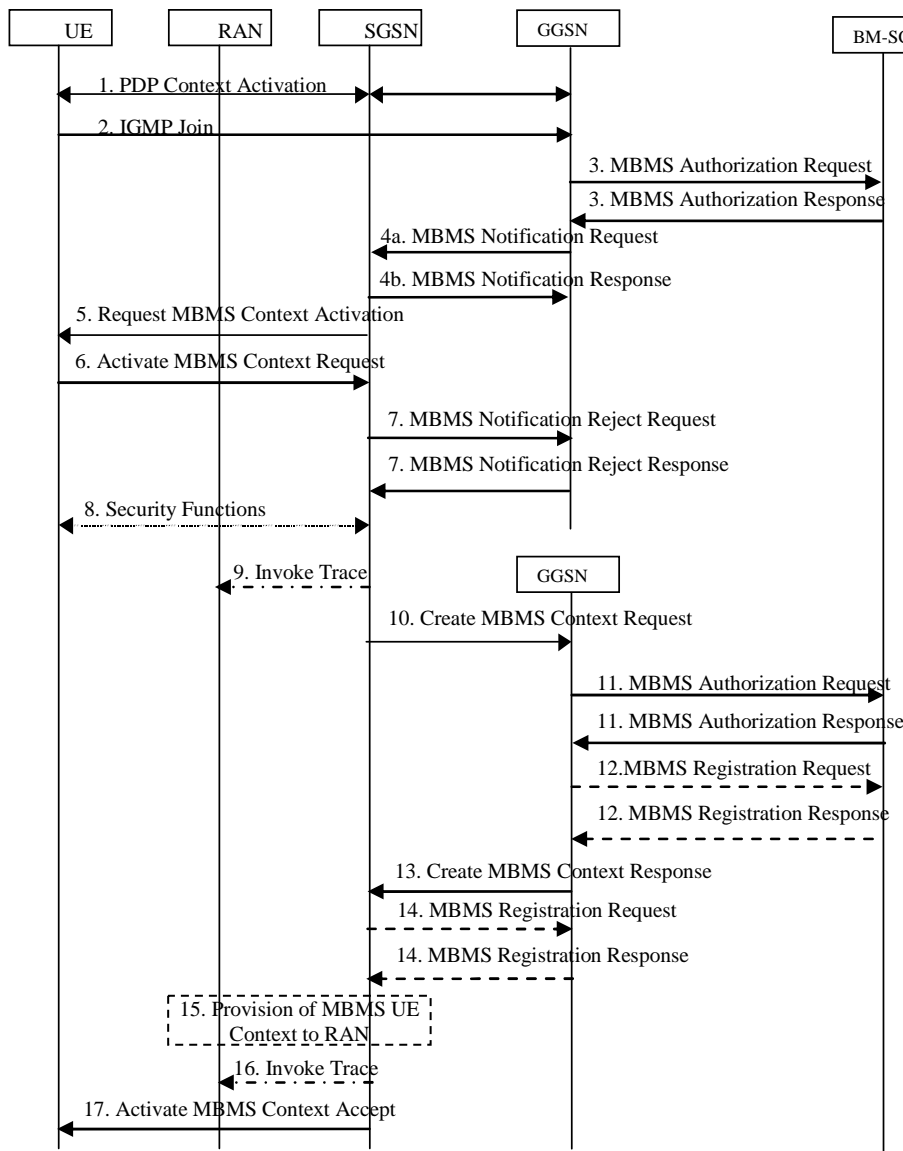 UE
RAN
SGSN
GGSN
BM-SC
1. PDP Context Activation
2. IGMP Join
3. MBMS Authorization Request
3. MBMS Authorization Response
4a. MBMS Notification Request
4b. MBMS Notification Response
5. Request MBMS Context Activation
6. Activate MBMS Context Request
7. MBMS Notification Reject Request
7. MBMS Notification Reject Response
8. Security Functions
9. Invoke Trace
GGSN
10. Create MBMS Context Request
11. MBMS Authorization Request
11. MBMS Authorization Response
12.MBMS Registration Request
12. MBMS Registration Response
13. Create MBMS Context Response
14. MBMS Registration Request
14. MBMS Registration Response
15. Provision of MBMS UE
Context to RAN
16. Invoke Trace
17. Activate MBMS Context Accept